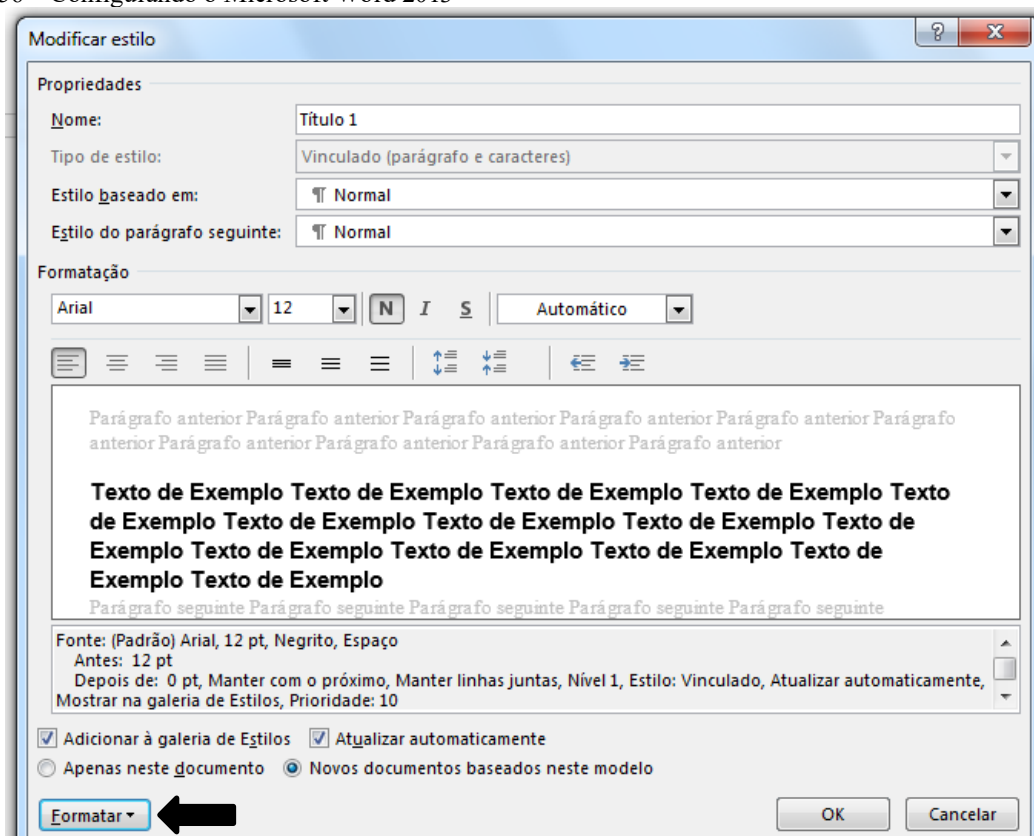 Configurando o Microsoft Word 2013
Modificar estilo
Propriedades
Nome: Título 1
Tipo de estilo: Vinculado (parágrafo e caracteres)
Estilo baseado em: ¶ Normal
Estilo do parágrafo seguinte: ¶ Normal
Formatação
Arial 12 N I S Automático
Parágrafo anterior Parágrafo anterior Parágrafo anterior Parágrafo anterior Parágrafo anterior Parágrafo
anterior Parágrafo anterior Parágrafo anterior Parágrafo anterior Parágrafo anterior
Texto de Exemplo Texto de Exemplo Texto de Exemplo Texto de Exemplo Texto
de Exemplo Texto de Exemplo Texto de Exemplo Texto de Exemplo Texto de
Exemplo Texto de Exemplo Texto de Exemplo Texto de Exemplo Texto de
Exemplo Texto de Exemplo
Parágrafo seguinte Parágrafo seguinte Parágrafo seguinte Parágrafo seguinte Parágrafo seguinte
Fonte: (Padrão) Arial, 12 pt, Negrito, Espaço
Antes: 12 pt
Depois de: 0 pt, Manter com o próximo, Manter linhas juntas, Nível 1, Estilo: Vinculado, Atualizar automaticamente,
Mostrar na galeria de Estilos, Prioridade: 10
Adicionar à galeria de Estilos Atualizar automaticamente
Apenas neste documento Novos documentos baseados neste modelo
Formatar OK Cancelar